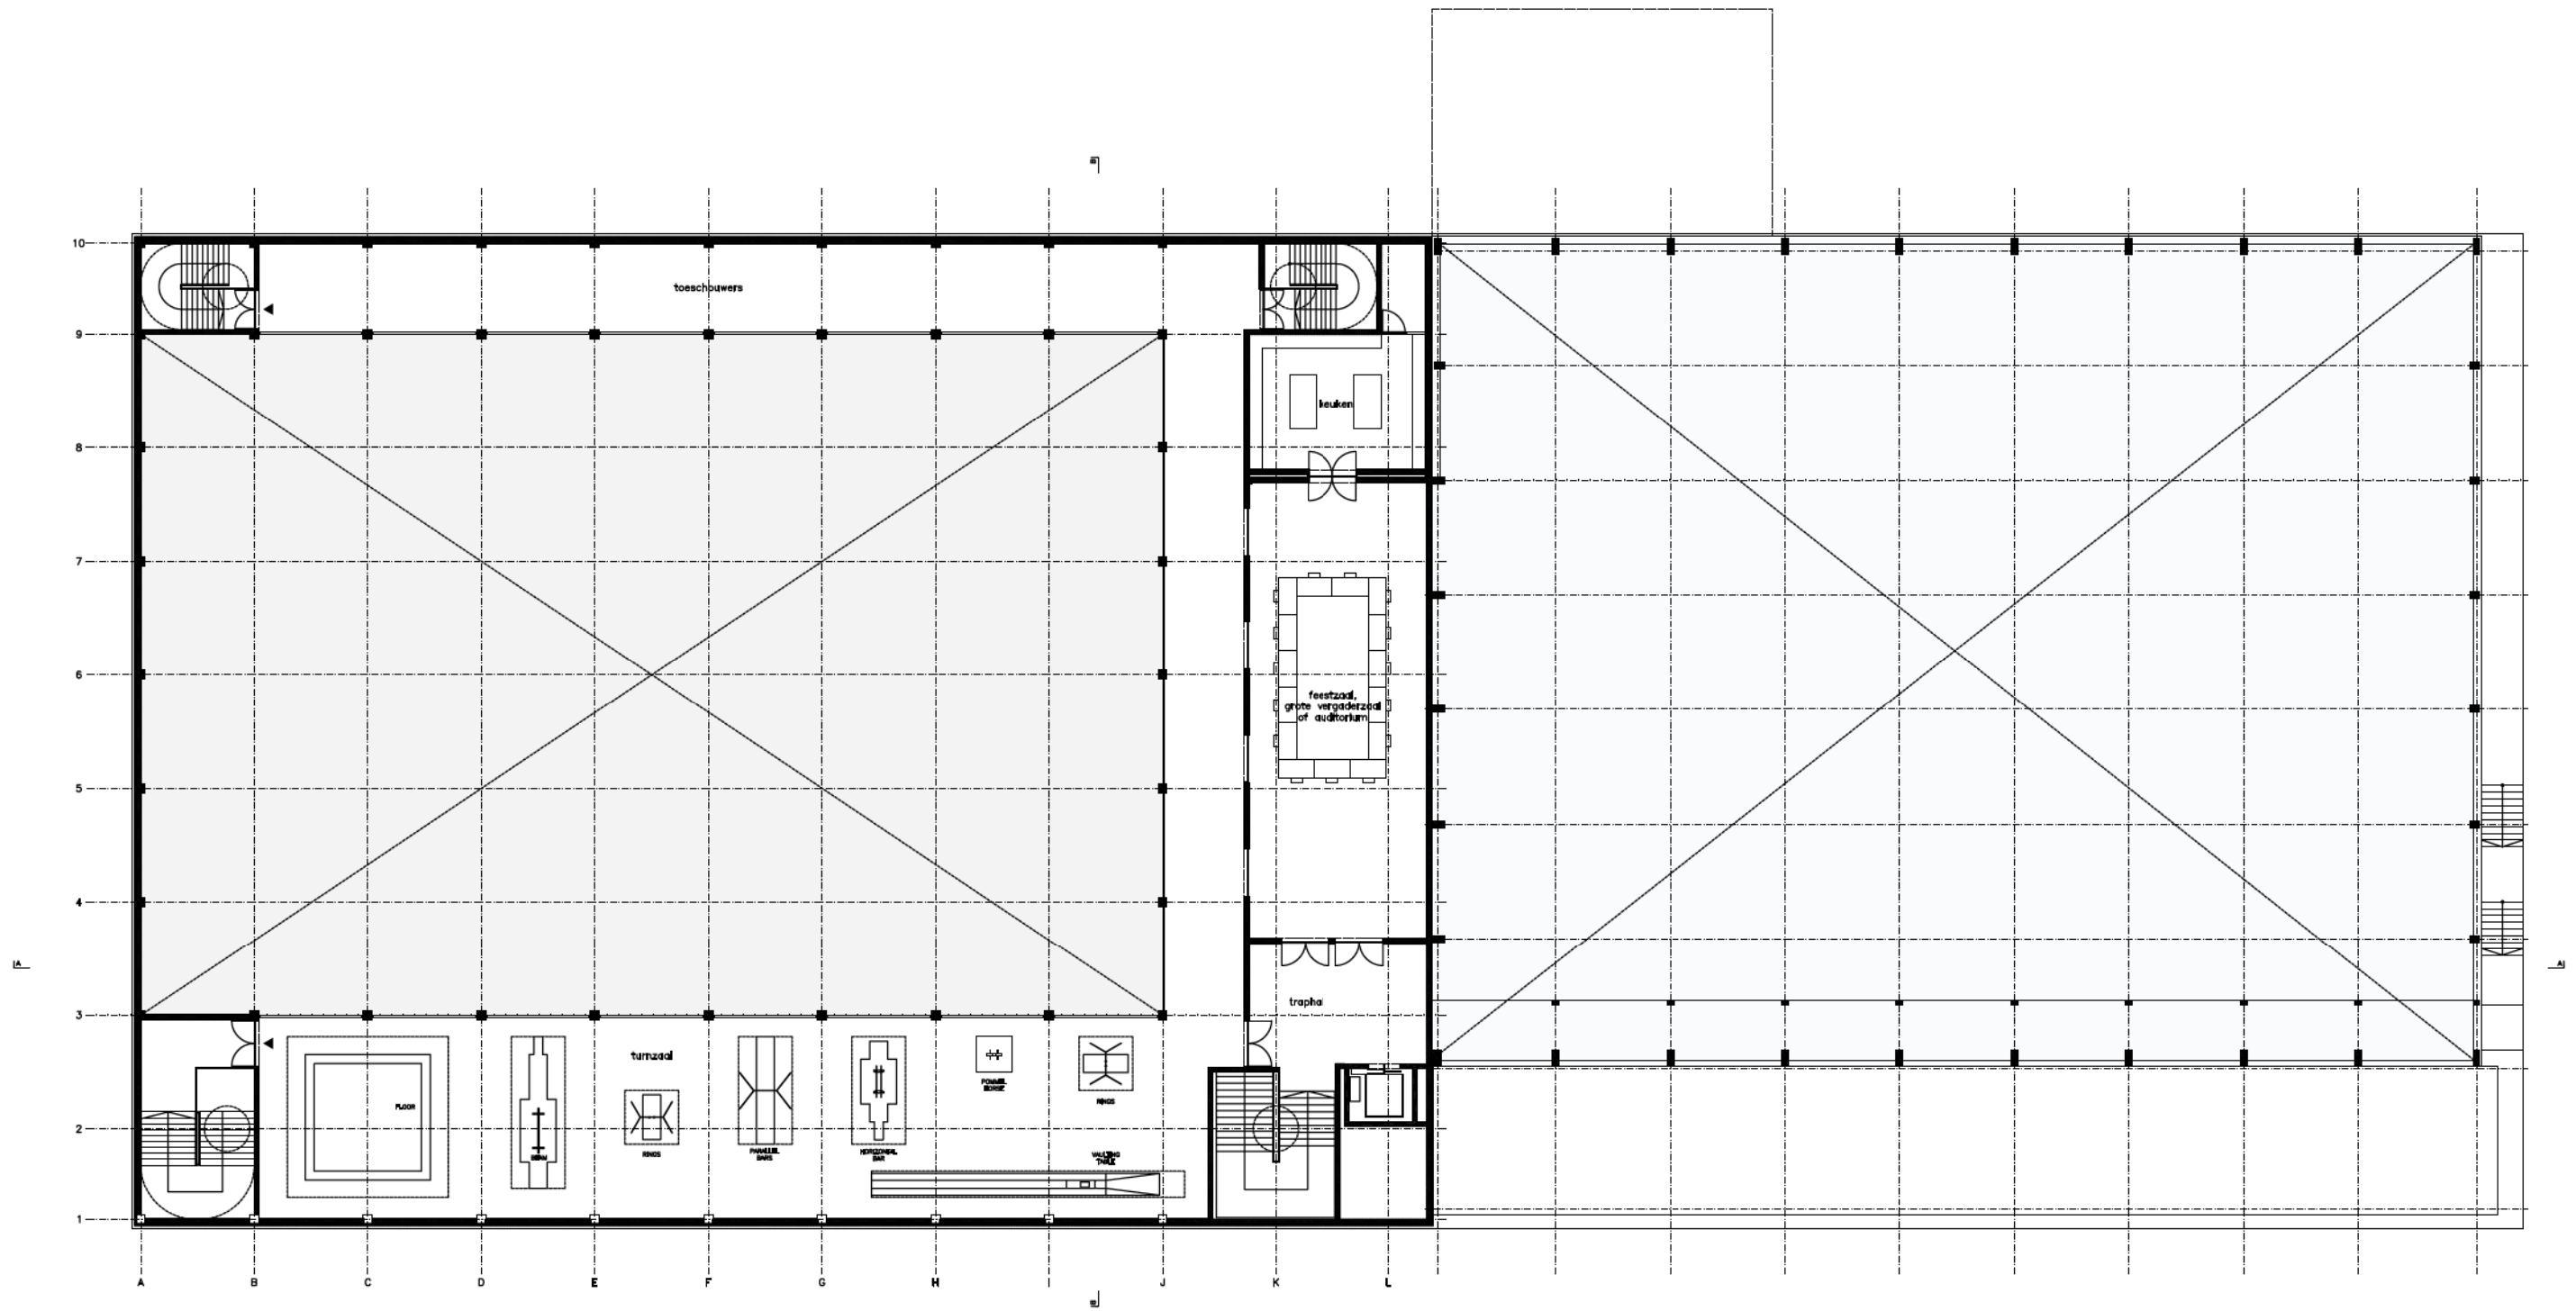 B
10
toeschouwers
9
keuken
8
7
6
feestzaal,
grote vergaderzaal
of auditorium
5
4
A
A
traphal
3
turnzaal
POMMEL
HORSE
FLOOR
RINGS
2
BEAM
RINGS
PARALLEL
BARS
HORIZONTAL
BAR
VAULTING
TABLE
1
A
B
C
D
E
F
G
H
I
J
K
L
B